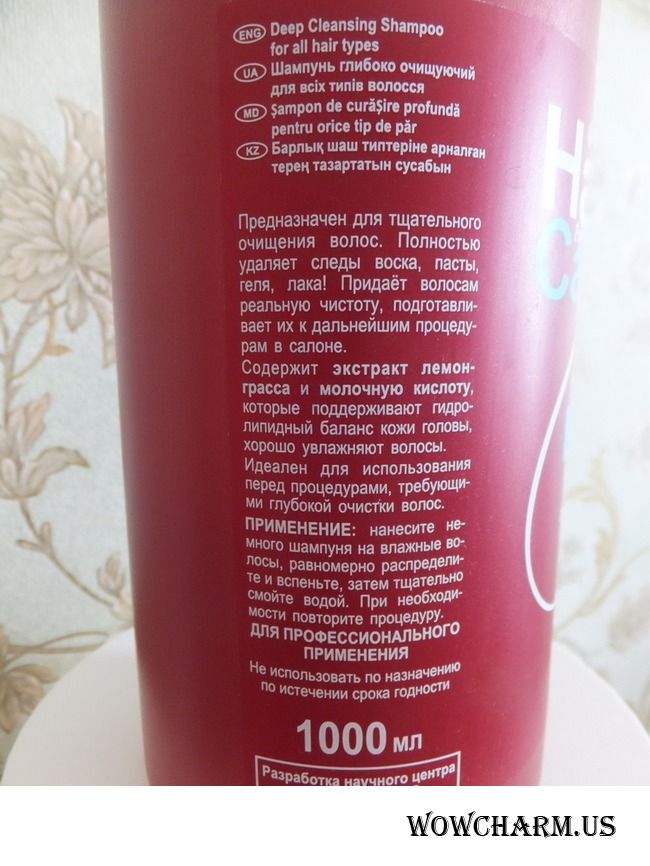 ENG Deep Cleansing Shampoo
for all hair types
UA Шампунь глибоко очищуючий
для всіх типів волосся
MD Şampon de curăşire profundă
pentru orice tip de păr
KZ Барлық шаш типтеріне арналған
терең тазартатын сусабын
Предназначен для тщательного
очищения волос. Полностью
удаляет следы воска, пасты,
геля, лака! Придаёт волосам
реальную чистоту, подготавли-
вает их к дальнейшим процеду-
рам в салоне.
Содержит экстракт лемон-
грасса и молочную кислоту,
которые поддерживают гидро-
липидный баланс кожи головы,
хорошо увлажняют волосы.
Идеален для использования
перед процедурами, требующи-
ми глубокой очистки волос.
ПРИМЕНЕНИЕ: нанесите не-
много шампуня на влажные во-
лосы, равномерно распредели-
те и вспеньте, затем тщательно
смойте водой. При необходи-
мости повторите процедуру.
ДЛЯ ПРОФЕССИОНАЛЬНОГО
ПРИМЕНЕНИЯ
Не использовать по назначению
по истечении срока годности
1000 мл
Разработка научного центра
WOWCHARM.US